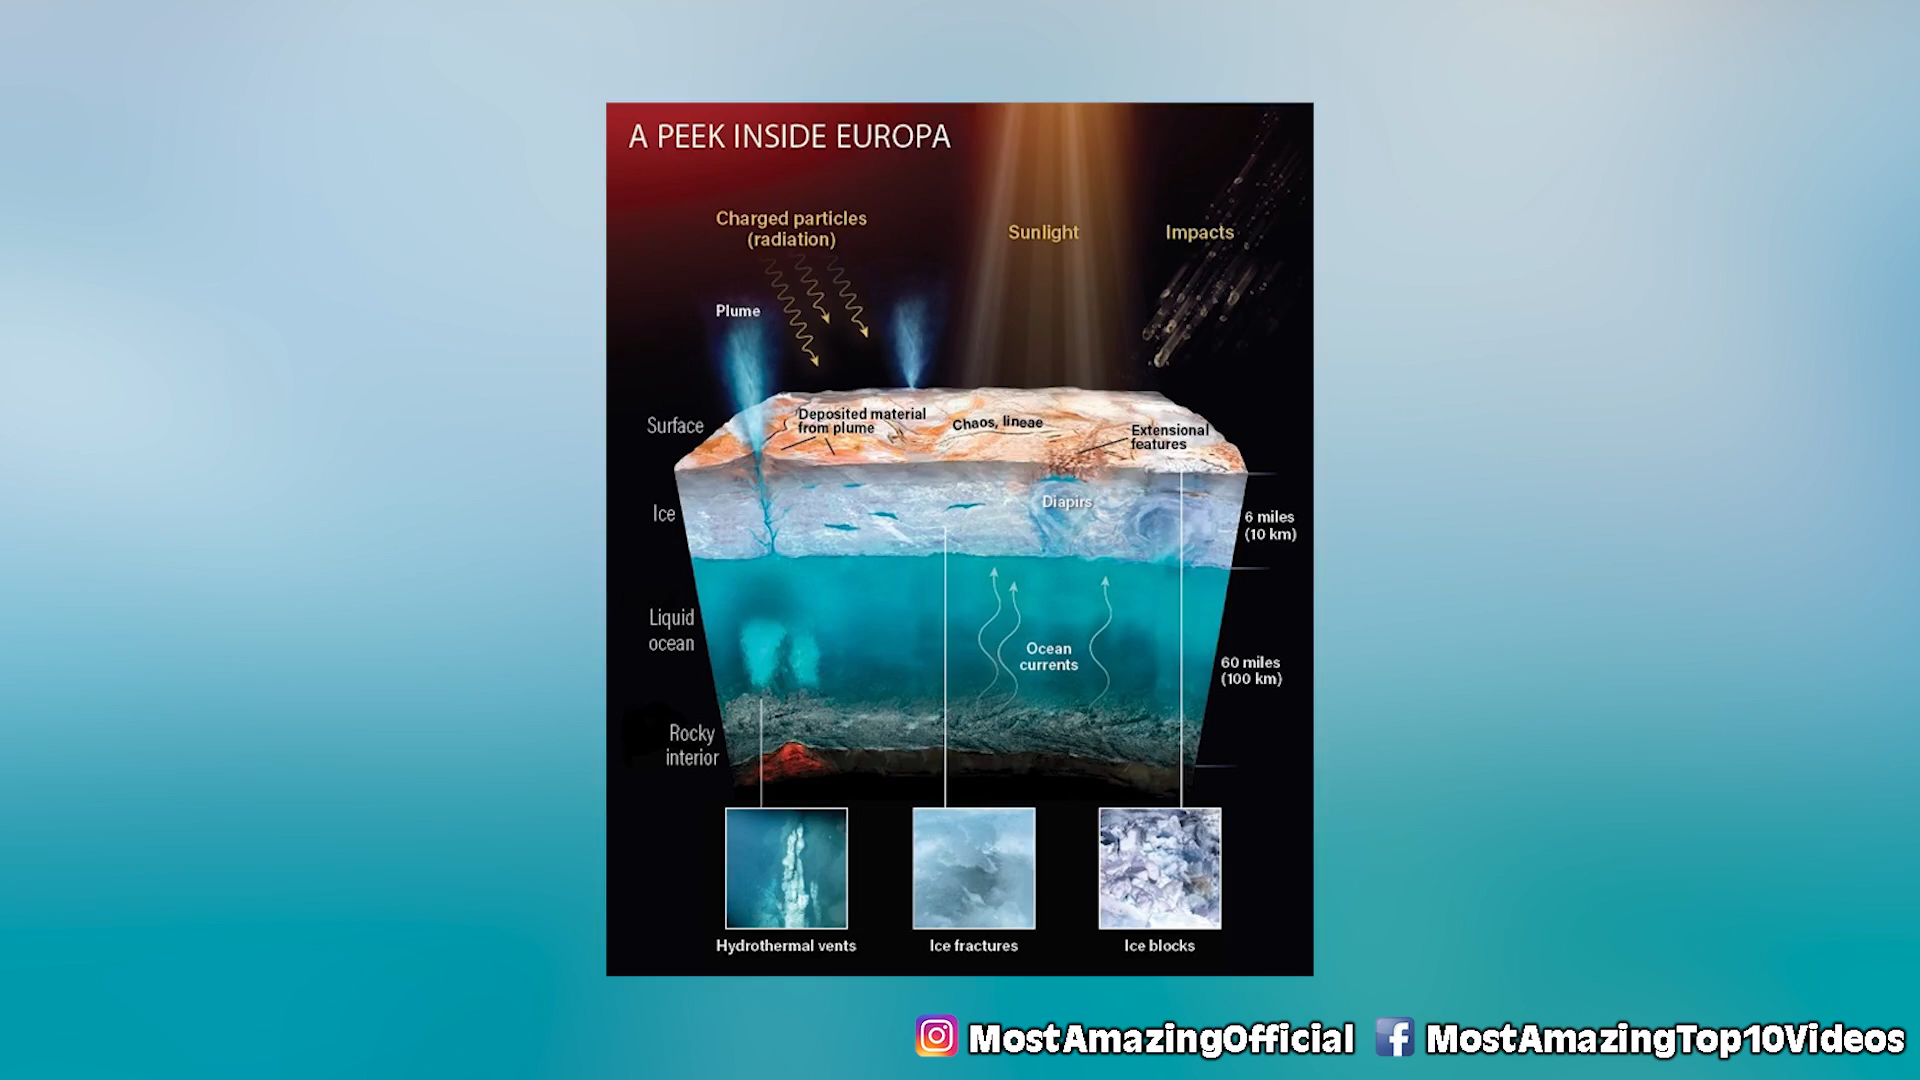 A PEEK INSIDE EUROPA
Charged particles
(radiation)
Sunlight
Impacts
Plume
Surface
Deposited material
from plume
Chaos, lineae
Extensional
features
Ice
Diapirs
6 miles
(10 km)
Liquid
ocean
Ocean
currents
60 miles
(100 km)
Rocky
interior
Hydrothermal vents
Ice fractures
Ice blocks
MostAmazingOfficial
MostAmazingTop10Videos